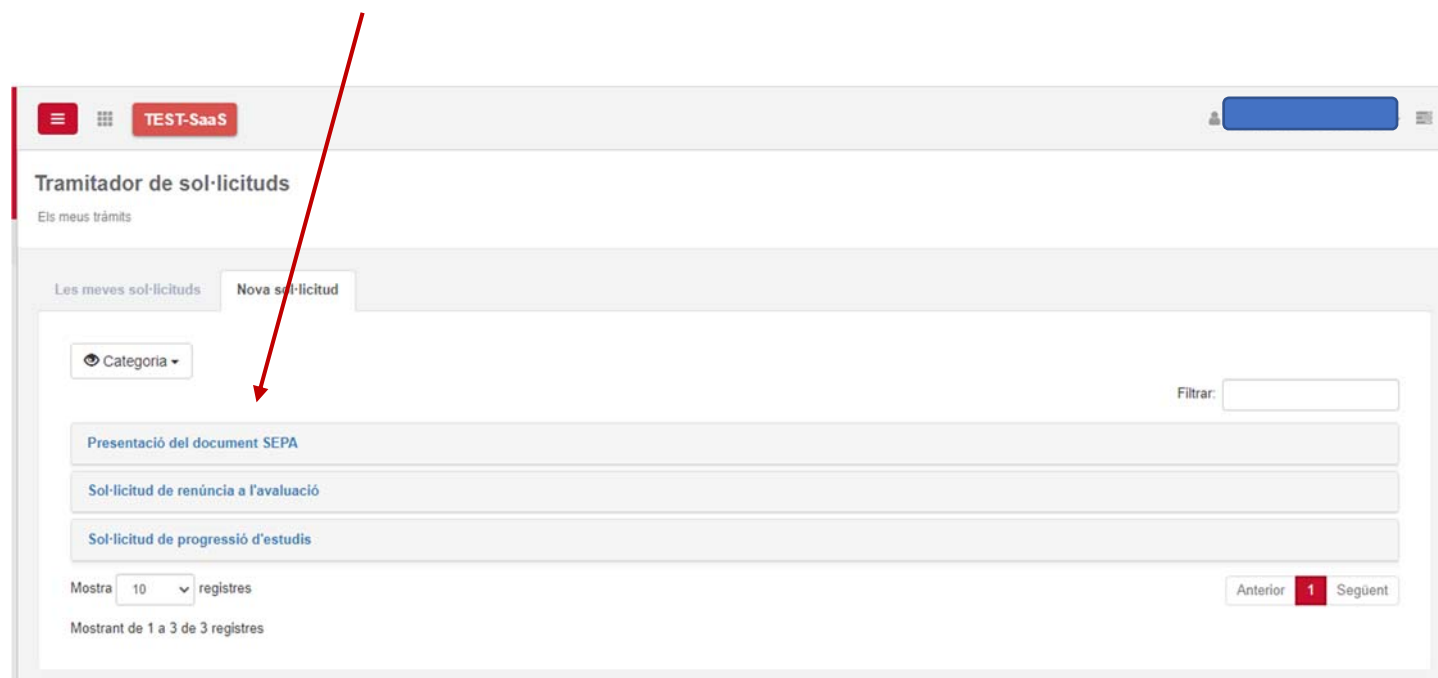 TEST-SaaS
Tramitador de sol·licituds
Els meus tràmits
Les meves sol·licituds Nova sol·licitud
Categoria
Filtrar:
Presentació del document SEPA
Sol·licitud de renúncia a l'avaluació
Sol·licitud de progressió d'estudis
Mostra 10 registres
Anterior 1 Següent
Mostrant de 1 a 3 de 3 registres